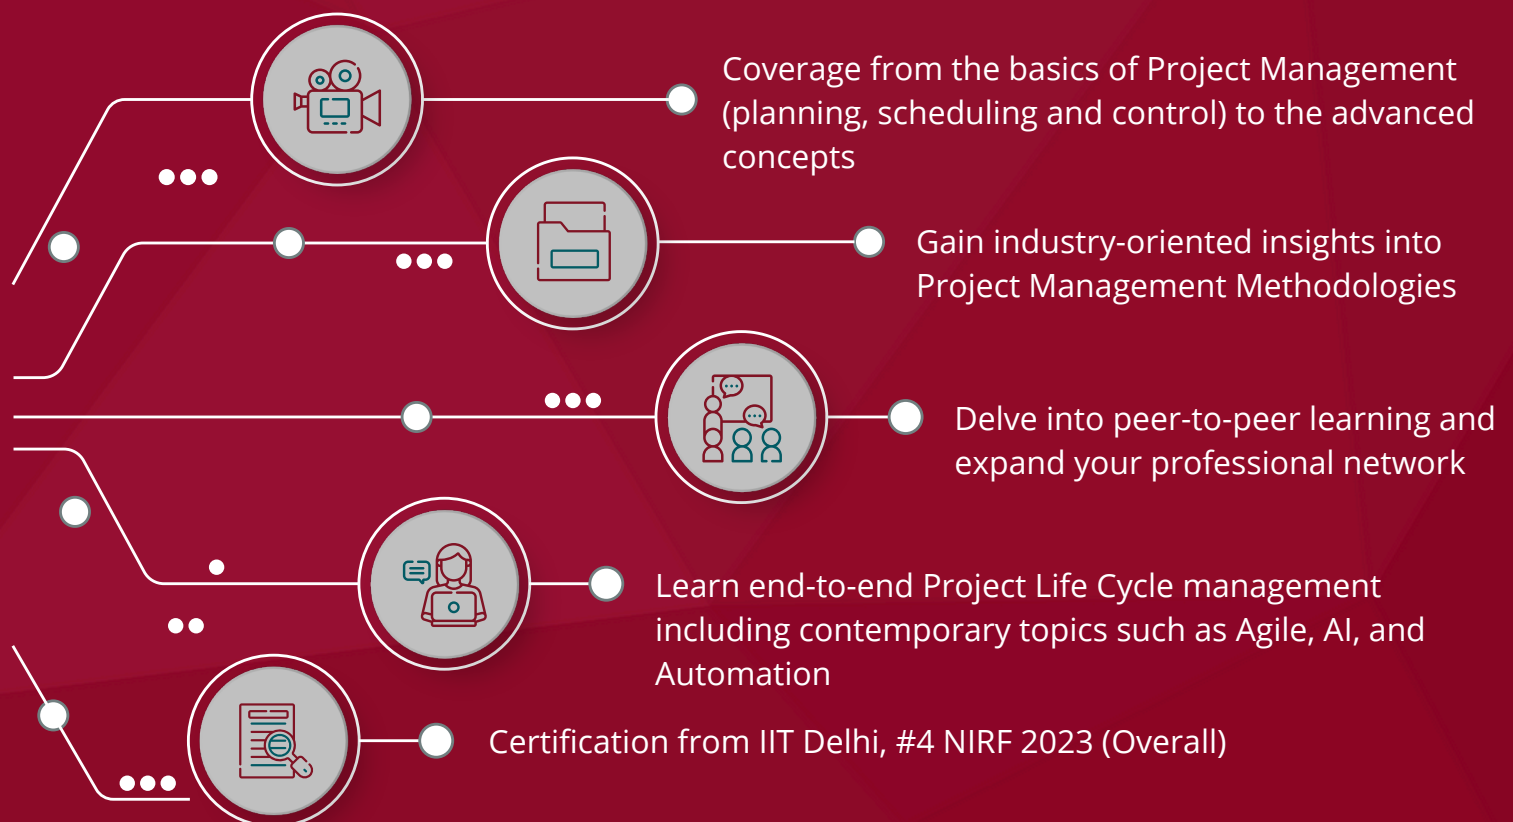 Coverage from the basics of Project Management
(planning, scheduling and control) to the advanced
concepts
Gain industry-oriented insights into
Project Management Methodologies
Delve into peer-to-peer learning and
expand your professional network
Learn end-to-end Project Life Cycle management
including contemporary topics such as Agile, AI, and
Automation
Certification from IIT Delhi, #4 NIRF 2023 (Overall)